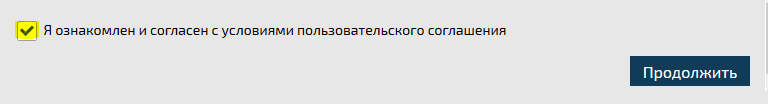 Я ознакомлен и согласен с условиями пользовательского соглашения
Продолжить